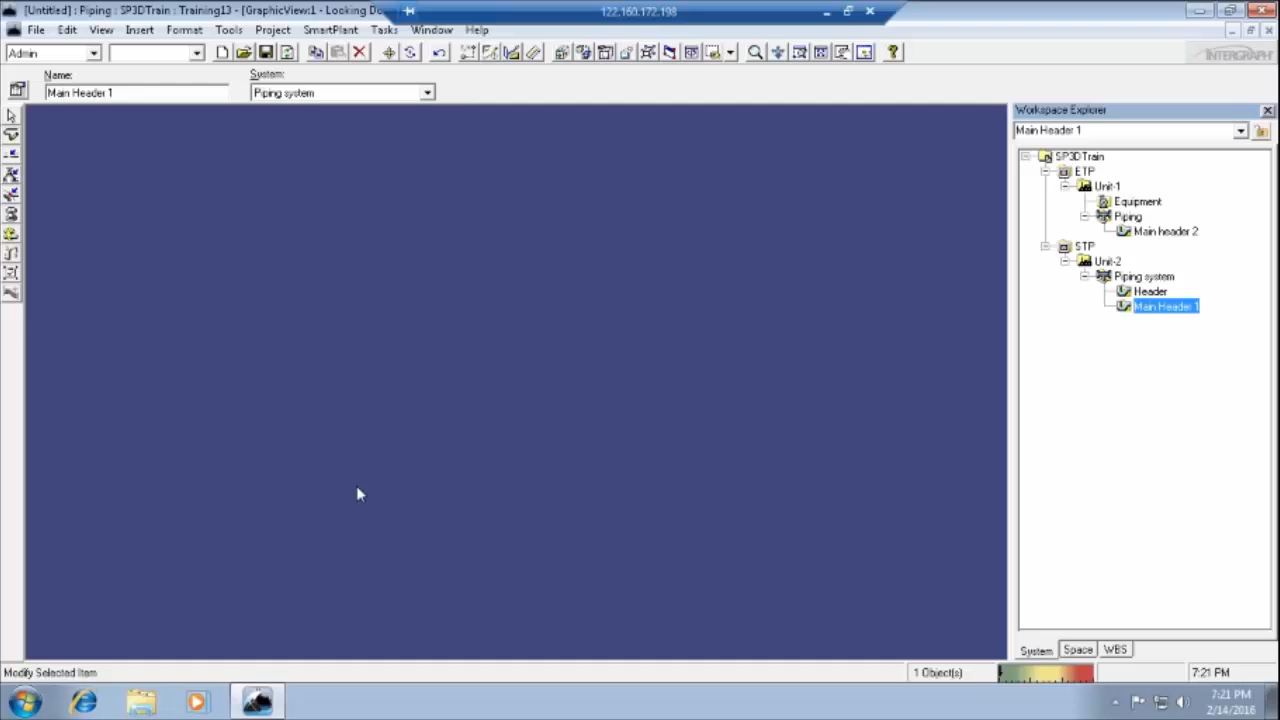 [Untitled] : Piping : SP3DTrain : Training13 - [GraphicView:1 - Looking Do
122.160.172.198
File Edit View Insert Format Tools Project SmartPlant Tasks Window Help
Admin
INTERGRAPH
Name: System:
Main Header 1 Piping system
Workspace Explorer
Main Header 1
SP3DTrain
ETP
Unit-1
Equipment
Piping
Main header 2
STP
Unit-2
Piping system
Header
Main Header 1
System Space WBS
Modify Selected Item 1 Object(s) 7:21 PM
7:21 PM
2/14/2016